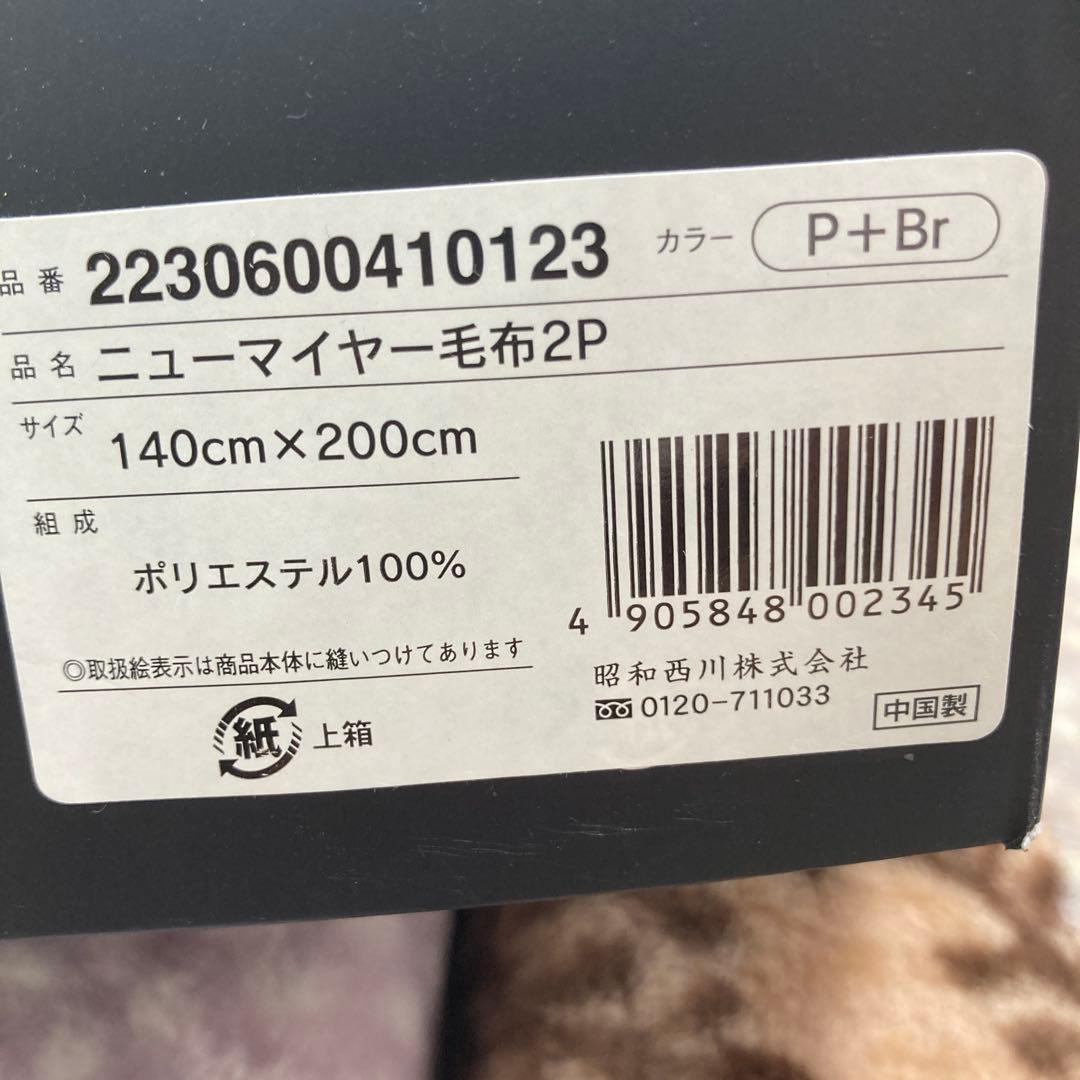 品番 2230600410123 カラー P+Br
品名 ニューマイヤー毛布2P
サイズ 140cm×200cm
組成
ポリエステル100%
◎取扱絵表示は商品本体に縫いつけてあります
紙 上箱
4 905848 002345
昭和西川株式会社
0120-711033
中国製